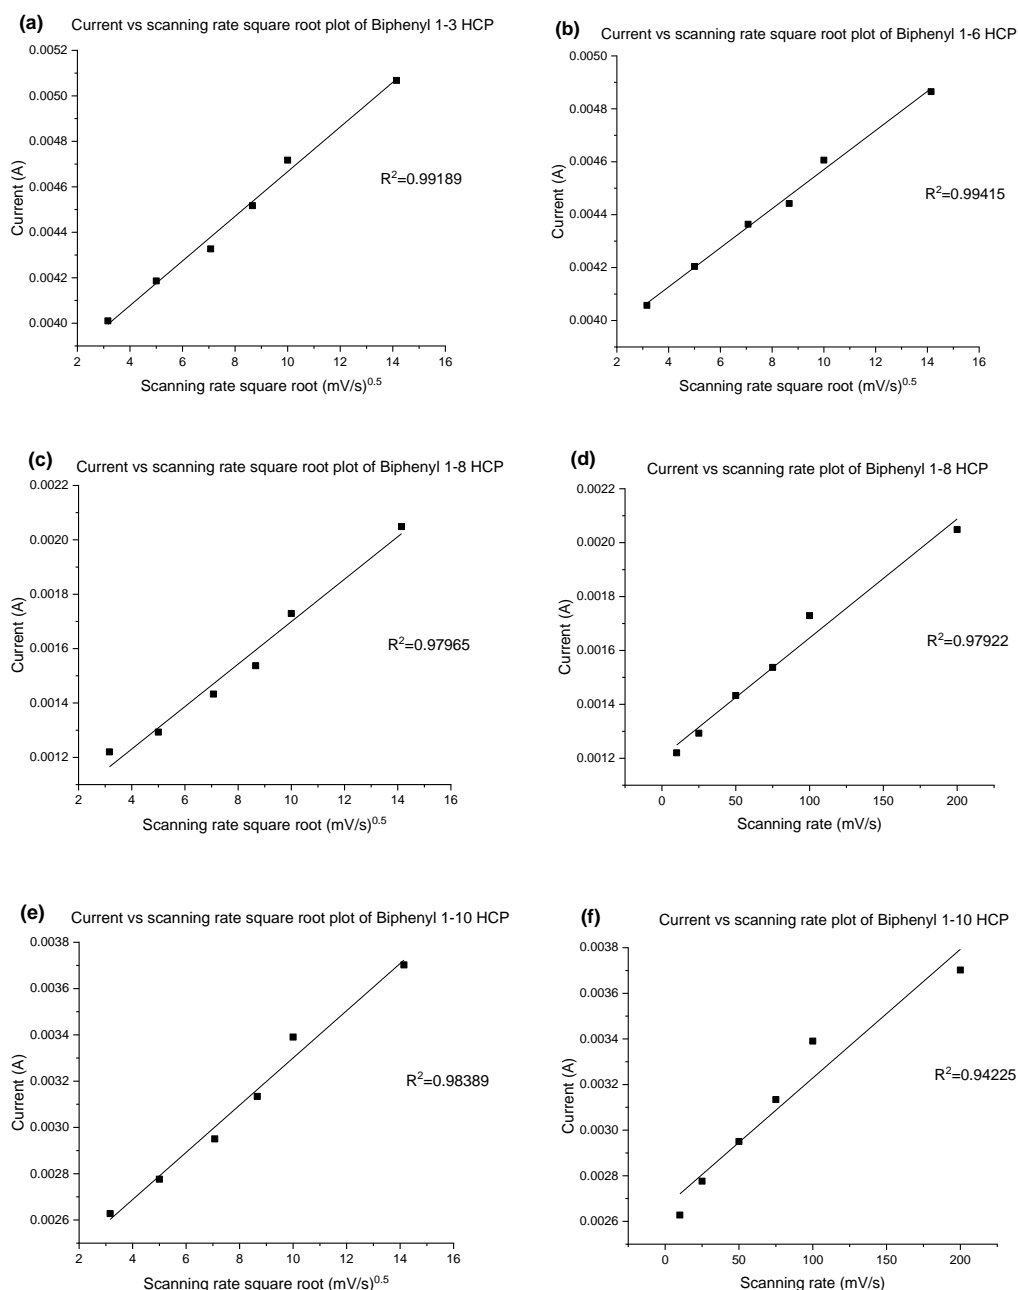 (a) Current vs scanning rate square root plot of Biphenyl 1-3 HCP
0.0052
0.0050
0.0048
0.0046
0.0044
0.0042
0.0040
Current (A)
R²=0.99189
2 4 6 8 10 12 14 16
Scanning rate square root (mV/s)^0.5
(b) Current vs scanning rate square root plot of Biphenyl 1-6 HCP
0.0050
0.0048
0.0046
0.0044
0.0042
0.0040
Current (A)
R²=0.99415
2 4 6 8 10 12 14 16
Scanning rate square root (mV/s)^0.5
(c) Current vs scanning rate square root plot of Biphenyl 1-8 HCP
0.0022
0.0020
0.0018
0.0016
0.0014
0.0012
Current (A)
R²=0.97965
2 4 6 8 10 12 14 16
Scanning rate square root (mV/s)^0.5
(d) Current vs scanning rate plot of Biphenyl 1-8 HCP
0.0022
0.0020
0.0018
0.0016
0.0014
0.0012
Current (A)
R²=0.97922
0 50 100 150 200
Scanning rate (mV/s)
(e) Current vs scanning rate square root plot of Biphenyl 1-10 HCP
0.0038
0.0036
0.0034
0.0032
0.0030
0.0028
0.0026
Current (A)
R²=0.98389
2 4 6 8 10 12 14 16
Scanning rate square root (mV/s)^0.5
(f) Current vs scanning rate plot of Biphenyl 1-10 HCP
0.0038
0.0036
0.0034
0.0032
0.0030
0.0028
0.0026
Current (A)
R²=0.94225
0 50 100 150 200
Scanning rate (mV/s)